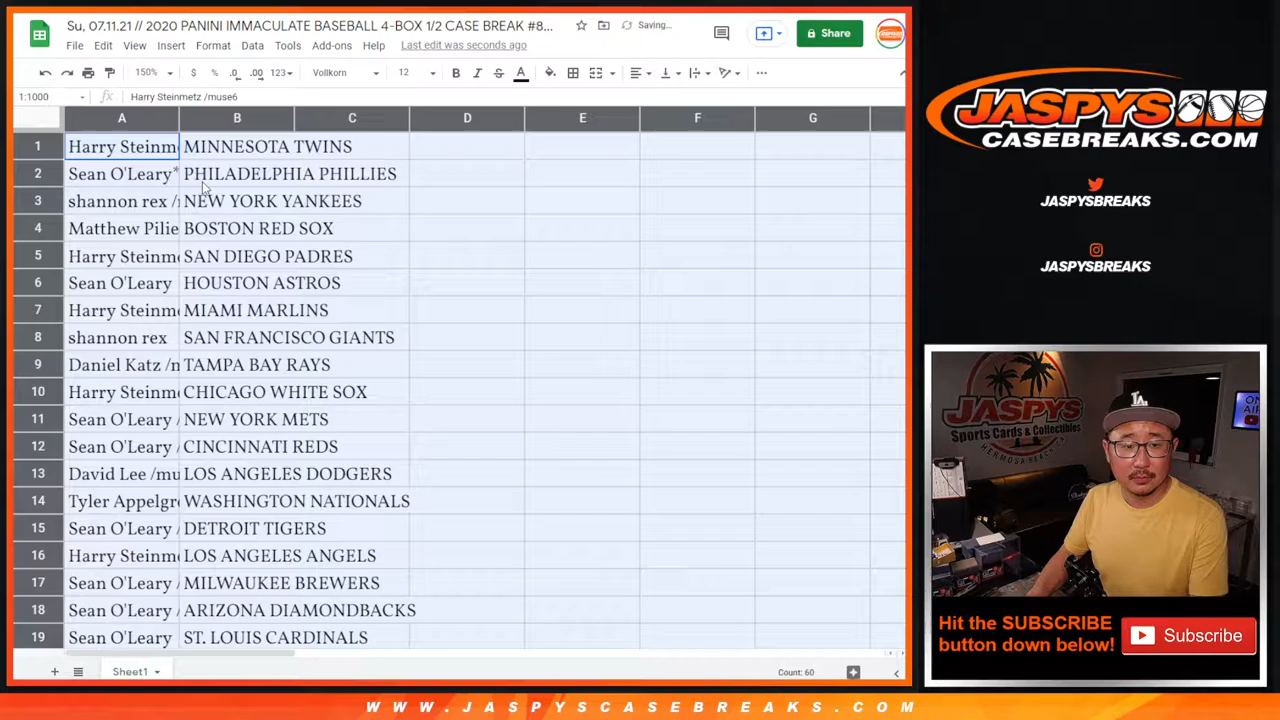 Su, 07.11.21 // 2020 PANINI IMMACULATE BASEBALL 4-BOX 1/2 CASE BREAK #8...
Saving...
File Edit View Insert Format Data Tools Add-ons Help Last edit was seconds ago
Share
150% $ % .0 .00 123 Vollkorn 12 B I S A
1:1000 fx Harry Steinmetz /muse6
A B C D E F G
1 Harry Steinm MINNESOTA TWINS
2 Sean O'Leary* PHILADELPHIA PHILLIES
3 shannon rex / NEW YORK YANKEES
4 Matthew Pilie BOSTON RED SOX
5 Harry Steinm SAN DIEGO PADRES
6 Sean O'Leary HOUSTON ASTROS
7 Harry Steinm MIAMI MARLINS
8 shannon rex SAN FRANCISCO GIANTS
9 Daniel Katz / TAMPA BAY RAYS
10 Harry Steinm CHICAGO WHITE SOX
11 Sean O'Leary / NEW YORK METS
12 Sean O'Leary / CINCINNATI REDS
13 David Lee /mu LOS ANGELES DODGERS
14 Tyler Appelgr WASHINGTON NATIONALS
15 Sean O'Leary / DETROIT TIGERS
16 Harry Steinm LOS ANGELES ANGELS
17 Sean O'Leary / MILWAUKEE BREWERS
18 Sean O'Leary / ARIZONA DIAMONDBACKS
19 Sean O'Leary ST. LOUIS CARDINALS
Sheet1
Count: 60
JASPYS
CASEBREAKS.COM
JASPYSBREAKS
JASPYSBREAKS
JASPYS
Sports Cards & Collectibles
HERMOSA BEACH
ON
AIR
LA
Hit the SUBSCRIBE
button down below!
Subscribe
WWW.JASPYSCASEBREAKS.COM